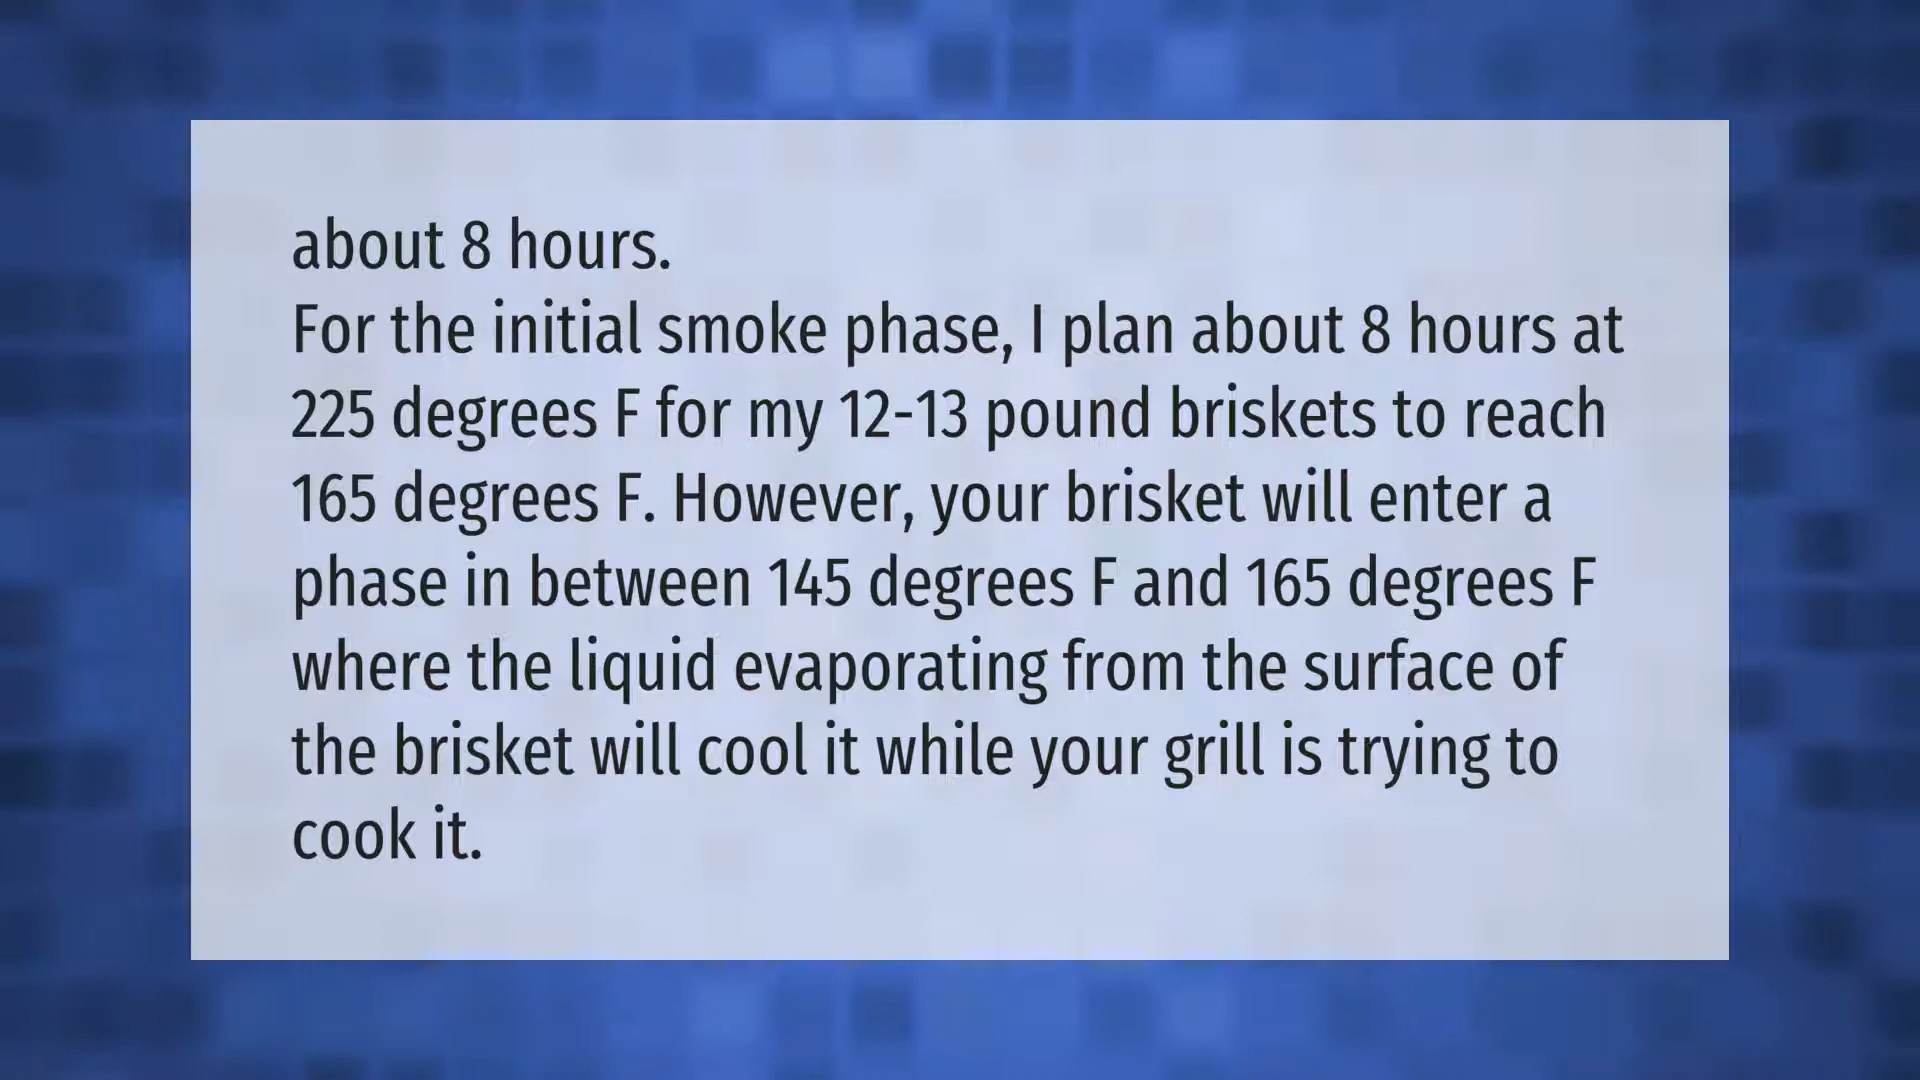 about 8 hours.
For the initial smoke phase, I plan about 8 hours at
225 degrees F for my 12-13 pound briskets to reach
165 degrees F. However, your brisket will enter a
phase in between 145 degrees F and 165 degrees F
where the liquid evaporating from the surface of
the brisket will cool it while your grill is trying to
cook it.